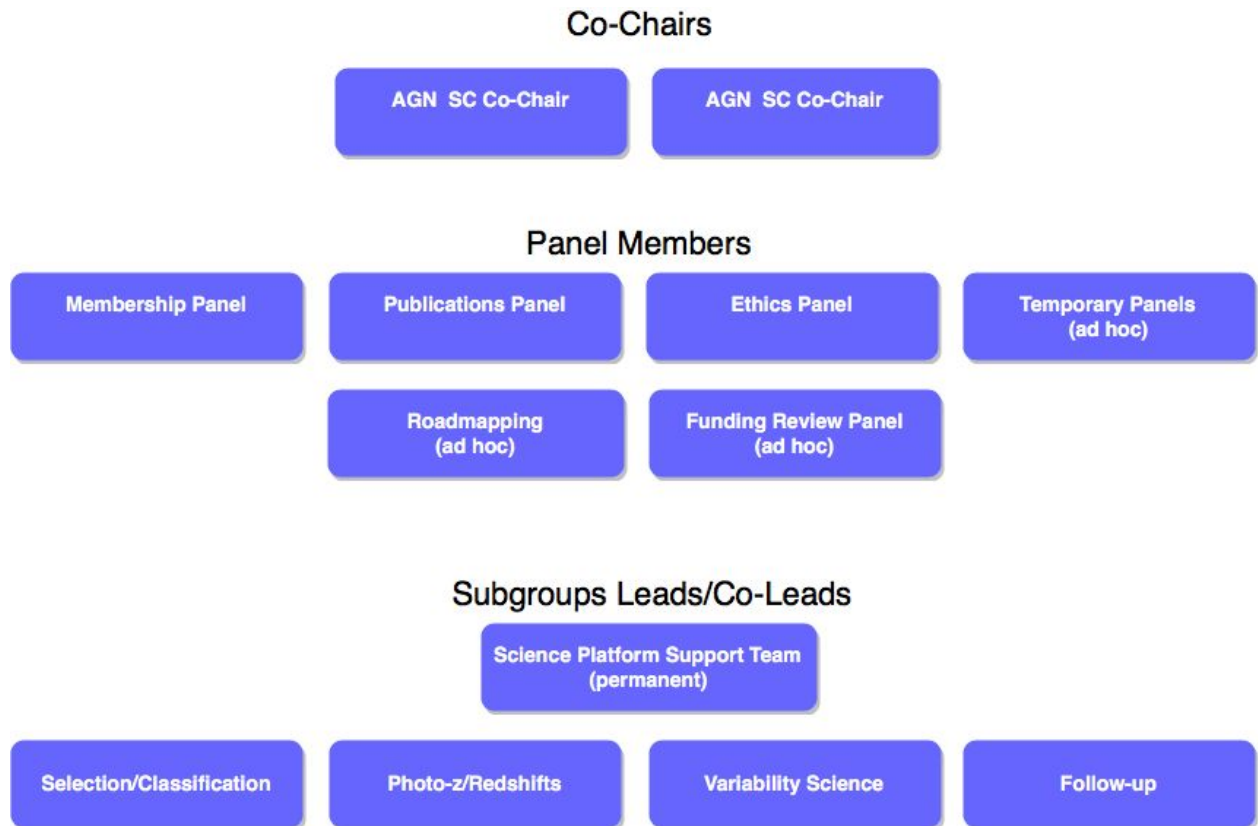 Co-Chairs
AGN SC Co-Chair
AGN SC Co-Chair
Panel Members
Membership Panel
Publications Panel
Ethics Panel
Temporary Panels
(ad hoc)
Roadmapping
(ad hoc)
Funding Review Panel
(ad hoc)
Subgroups Leads/Co-Leads
Science Platform Support Team
(permanent)
Selection/Classification
Photo-z/Redshifts
Variability Science
Follow-up